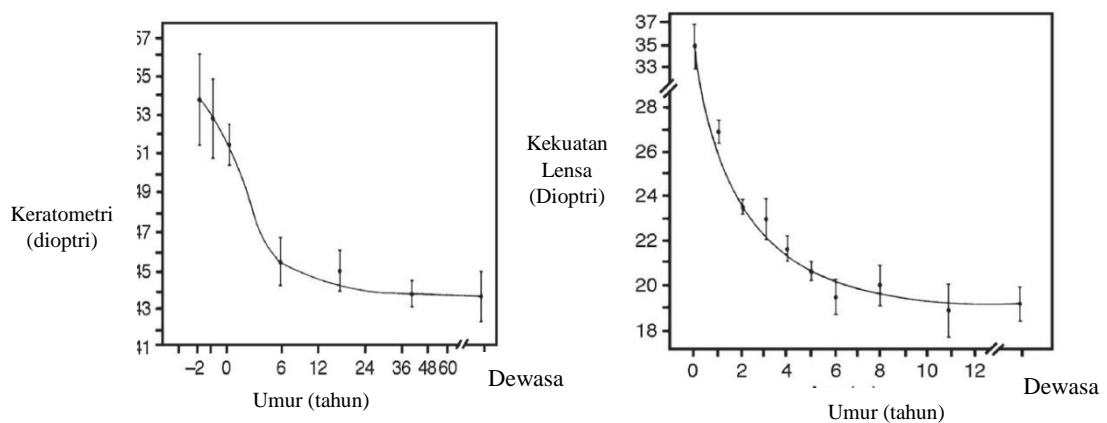 57
55
53
51
49
47
45
43
41
Keratometri
(dioptri)
–2 0 6 12 24 36 48 60
Dewasa
Umur (tahun)
37
35
33
28
26
24
22
20
18
Kekuatan
Lensa
(Dioptri)
0 2 4 6 8 10 12
Dewasa
Umur (tahun)